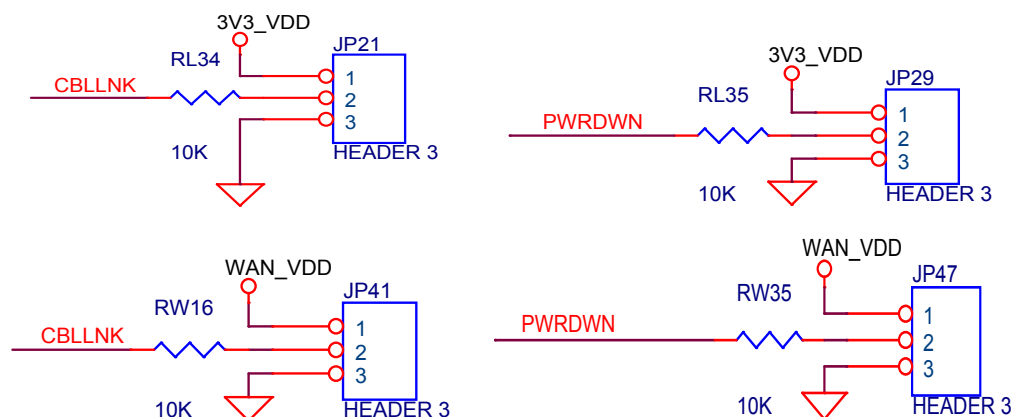 3V3_VDD
JP21
RL34
CBLLNK
1
2
3
10K
HEADER 3
3V3_VDD
JP29
RL35
PWRDWN
1
2
3
10K
HEADER 3
WAN_VDD
JP41
RW16
CBLLNK
1
2
3
10K
HEADER 3
WAN_VDD
JP47
RW35
PWRDWN
1
2
3
10K
HEADER 3